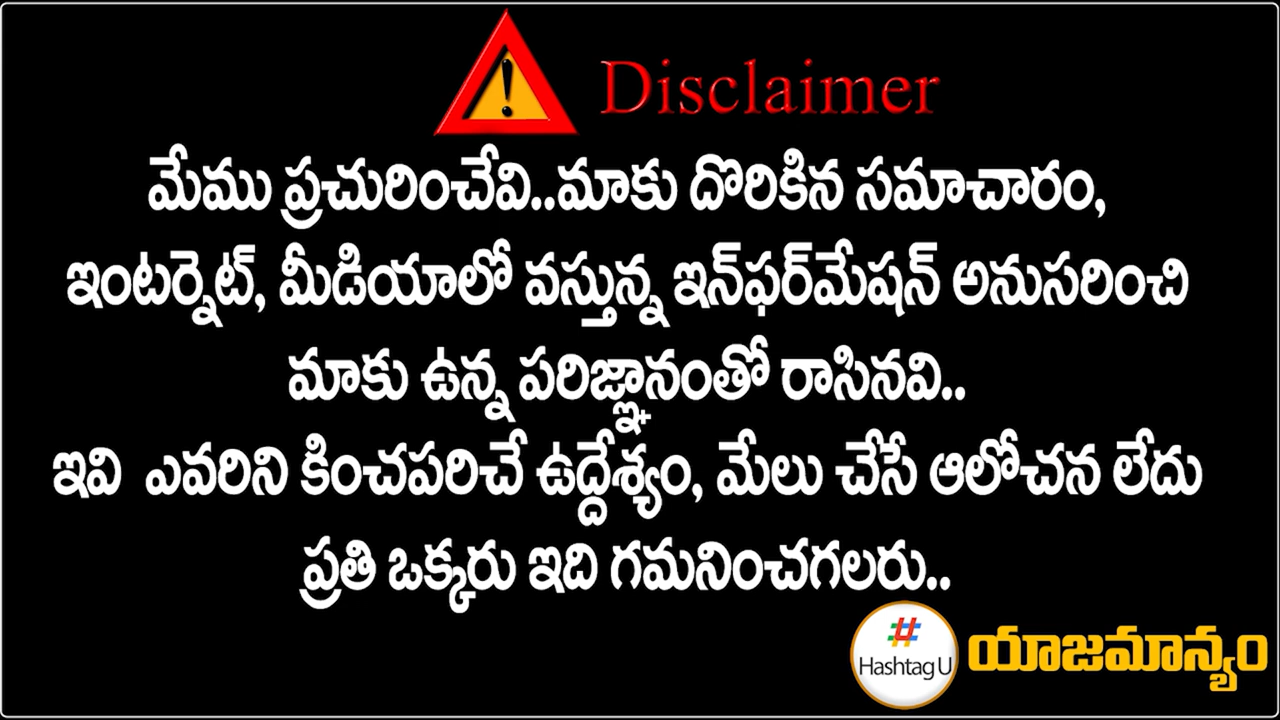 Disclaimer
మేము ప్రచురించేవి..మాకు దొరికిన సమాచారం,
ఇంటర్నెట్, మీడియాలో వస్తున్న ఇన్‌ఫర్‌మేషన్ అనుసరించి
మాకు ఉన్న పరిజ్ఞానంతో రాసినవి..
ఇవి ఎవరిని కించపరిచే ఉద్దేశ్యం, మేలు చేసే ఆలోచన లేదు
ప్రతి ఒక్కరు ఇది గమనించగలరు..
#
Hashtag U
యాజమాన్యం